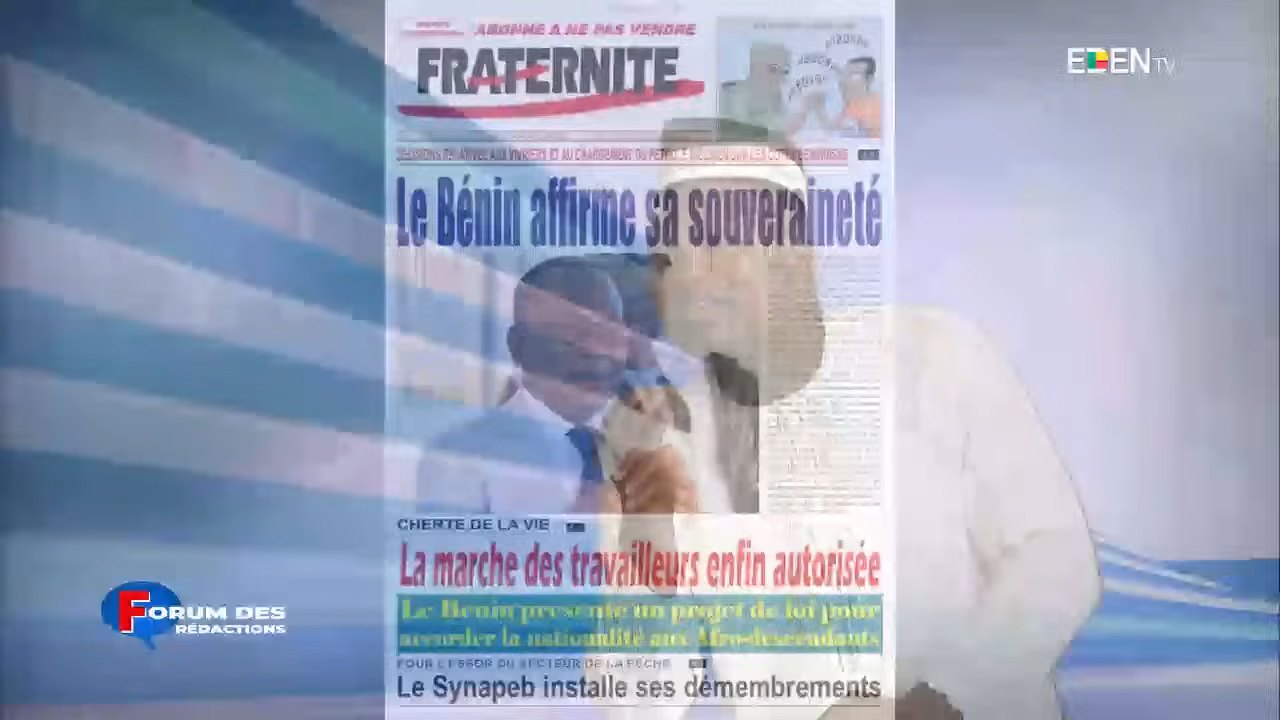 ABONNE A NE PAS VENDRE
FRATERNITE
EDEN TV
Le Bénin affirme sa souveraineté
CHERTE DE LA VIE
La marche des travailleurs enfin autorisée
Le Bénin présente un projet de loi pour
accorder la nationalité aux Afro-descendants
POUR L'ESSOR DU SECTEUR DE LA PÊCHE
Le Synapeb installe ses démembrements
FORUM DES
RÉDACTIONS